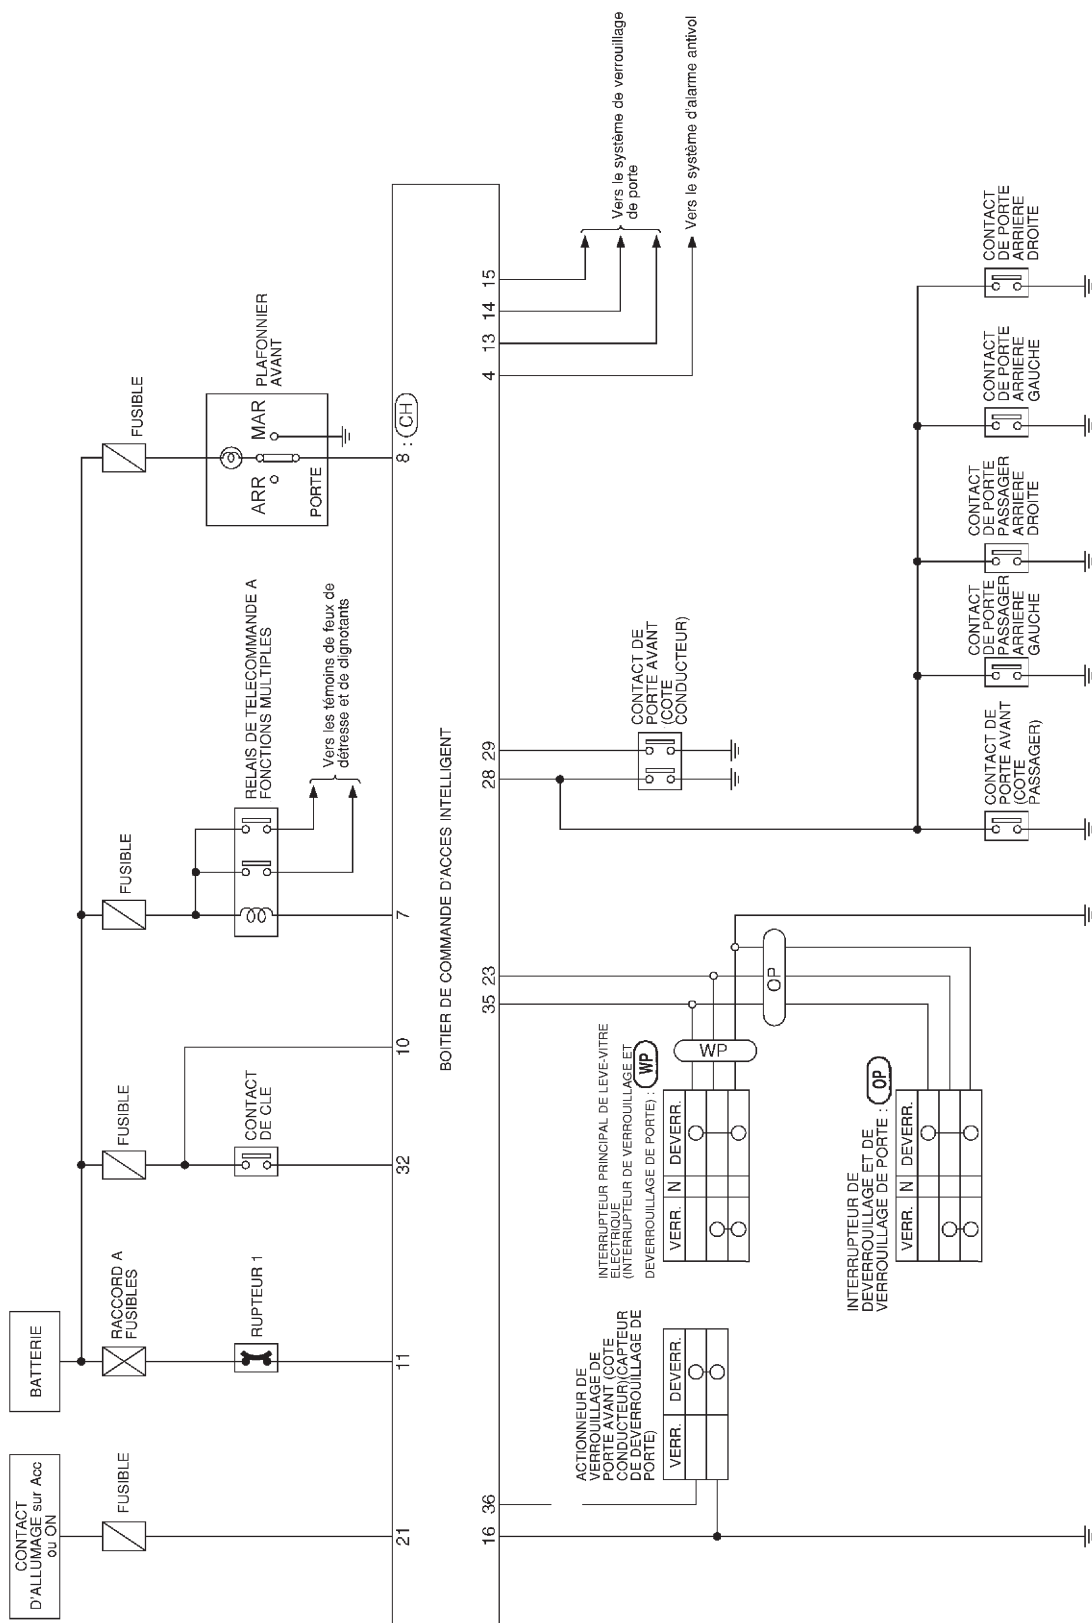 CONTACT
D'ALLUMAGE sur Acc
ou ON
FUSIBLE
21
BATTERIE
RACCORD A
FUSIBLES
RUPTEUR 1
11
FUSIBLE
CONTACT
DE CLE
32
10
FUSIBLE
RELAIS DE TELECOMMANDE A
FONCTIONS MULTIPLES
Vers les témoins de feux de
détresse et de clignotants
7
FUSIBLE
PLAFONNIER
AVANT
ARR
MAR
PORTE
8 : CH
BOITIER DE COMMANDE D'ACCES INTELLIGENT
16
36
35
23
28
29
4
13
14
15
Vers le système de verrouillage
de porte
Vers le système d'alarme antivol
ACTIONNEUR DE
VERROUILLAGE DE
PORTE AVANT (COTE
CONDUCTEUR)(CAPTEUR
DE DEVERROUILLAGE DE
PORTE)
VERR.
DEVERR.
INTERRUPTEUR PRINCIPAL DE LEVE-VITRE
ELECTRIQUE
(INTERRUPTEUR DE VERROUILLAGE ET
DEVERROUILLAGE DE PORTE) : WP
VERR.
N
DEVERR.
WP
OP
INTERRUPTEUR DE
DEVERROUILLAGE ET DE
VERROUILLAGE DE PORTE : OP
VERR.
N
DEVERR.
CONTACT DE
PORTE AVANT
(COTE
CONDUCTEUR)
CONTACT DE
PORTE AVANT
(COTE
PASSAGER)
CONTACT
DE PORTE
PASSAGER
ARRIERE
GAUCHE
CONTACT
DE PORTE
PASSAGER
ARRIERE
DROITE
CONTACT
DE PORTE
ARRIERE
GAUCHE
CONTACT
DE PORTE
ARRIERE
DROITE